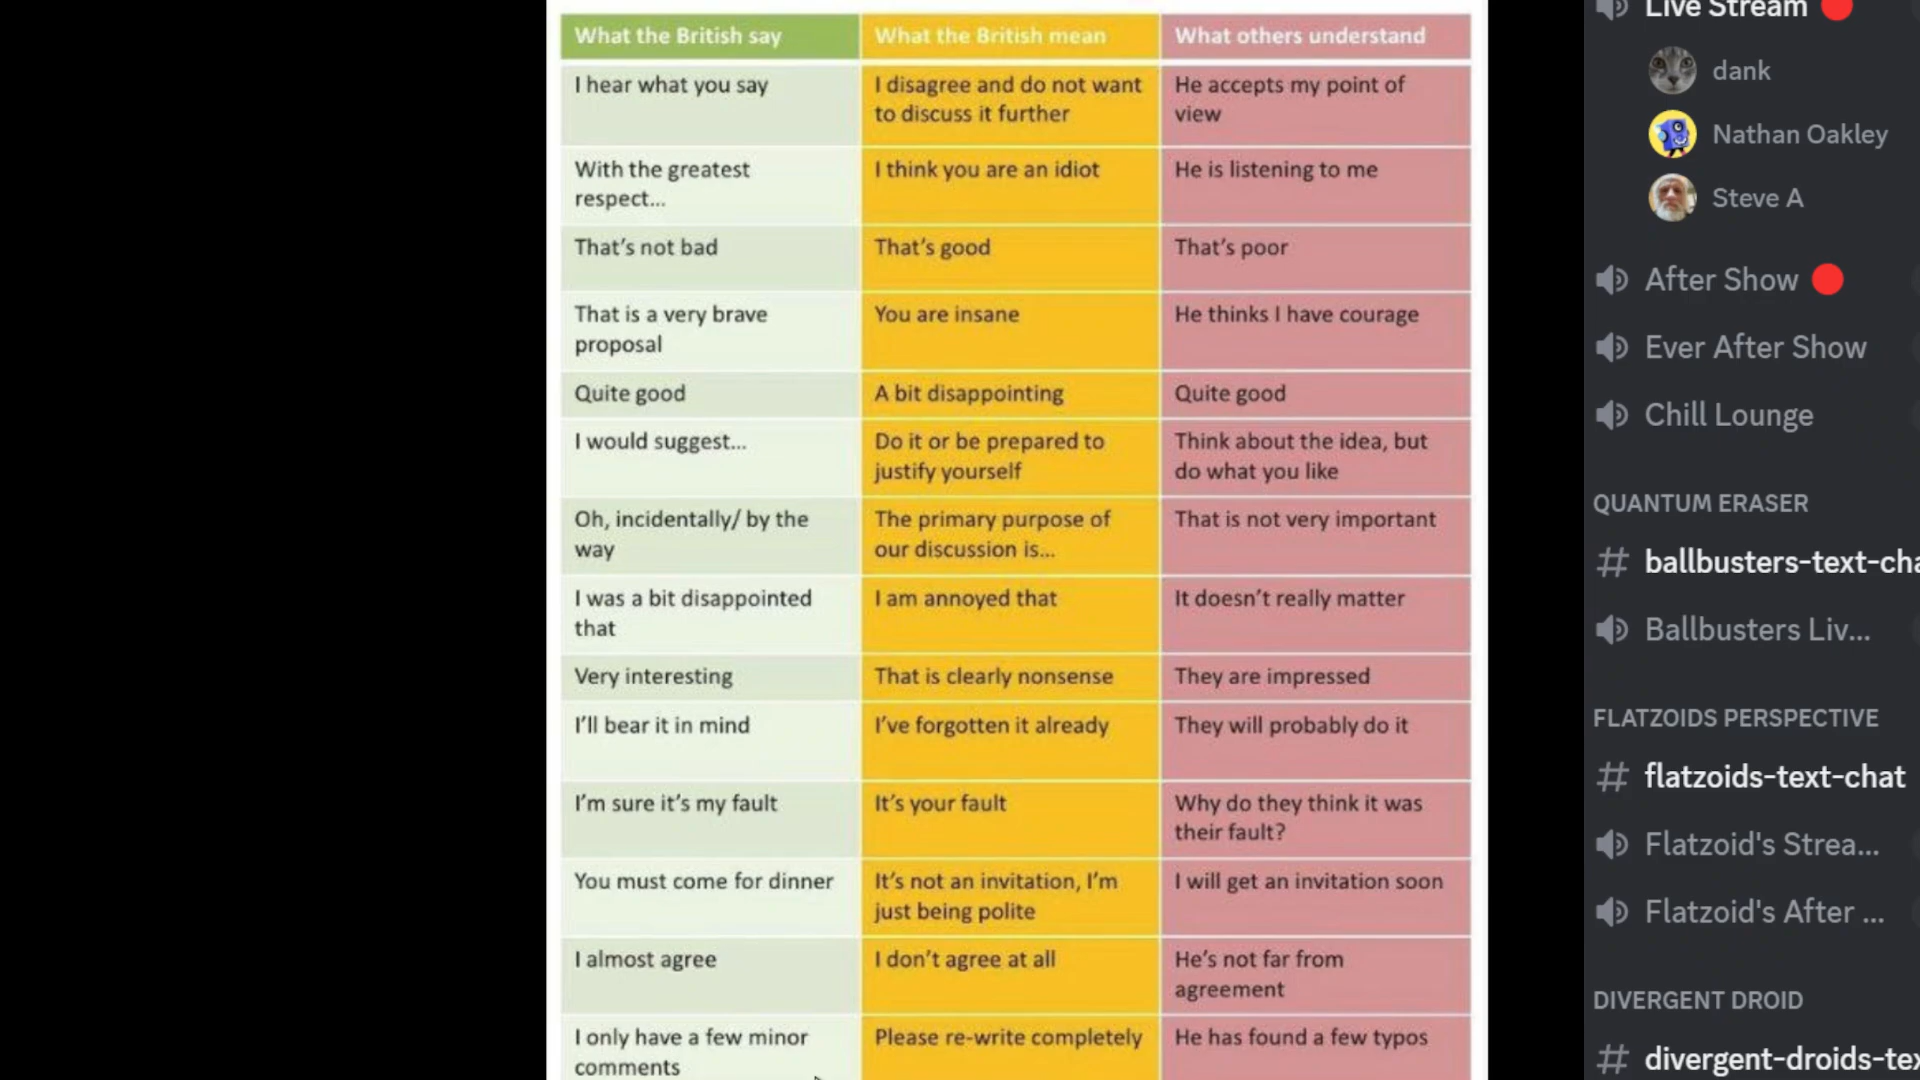 What the British say
What the British mean
What others understand
I hear what you say
I disagree and do not want
to discuss it further
He accepts my point of
view
With the greatest
respect...
I think you are an idiot
He is listening to me
That's not bad
That's good
That's poor
That is a very brave
proposal
You are insane
He thinks I have courage
Quite good
A bit disappointing
Quite good
I would suggest...
Do it or be prepared to
justify yourself
Think about the idea, but
do what you like
Oh, incidentally/ by the
way
The primary purpose of
our discussion is...
That is not very important
I was a bit disappointed
that
I am annoyed that
It doesn't really matter
Very interesting
That is clearly nonsense
They are impressed
I'll bear it in mind
I've forgotten it already
They will probably do it
I'm sure it's my fault
It's your fault
Why do they think it was
their fault?
You must come for dinner
It's not an invitation, I'm
just being polite
I will get an invitation soon
I almost agree
I don't agree at all
He's not far from
agreement
I only have a few minor
comments
Please re-write completely
He has found a few typos
Live Stream
dank
Nathan Oakley
Steve A
After Show
Ever After Show
Chill Lounge
QUANTUM ERASER
# ballbusters-text-cha
Ballbusters Liv...
FLATZOIDS PERSPECTIVE
# flatzoids-text-chat
Flatzoid's Strea...
Flatzoid's After ...
DIVERGENT DROID
# divergent-droids-tex